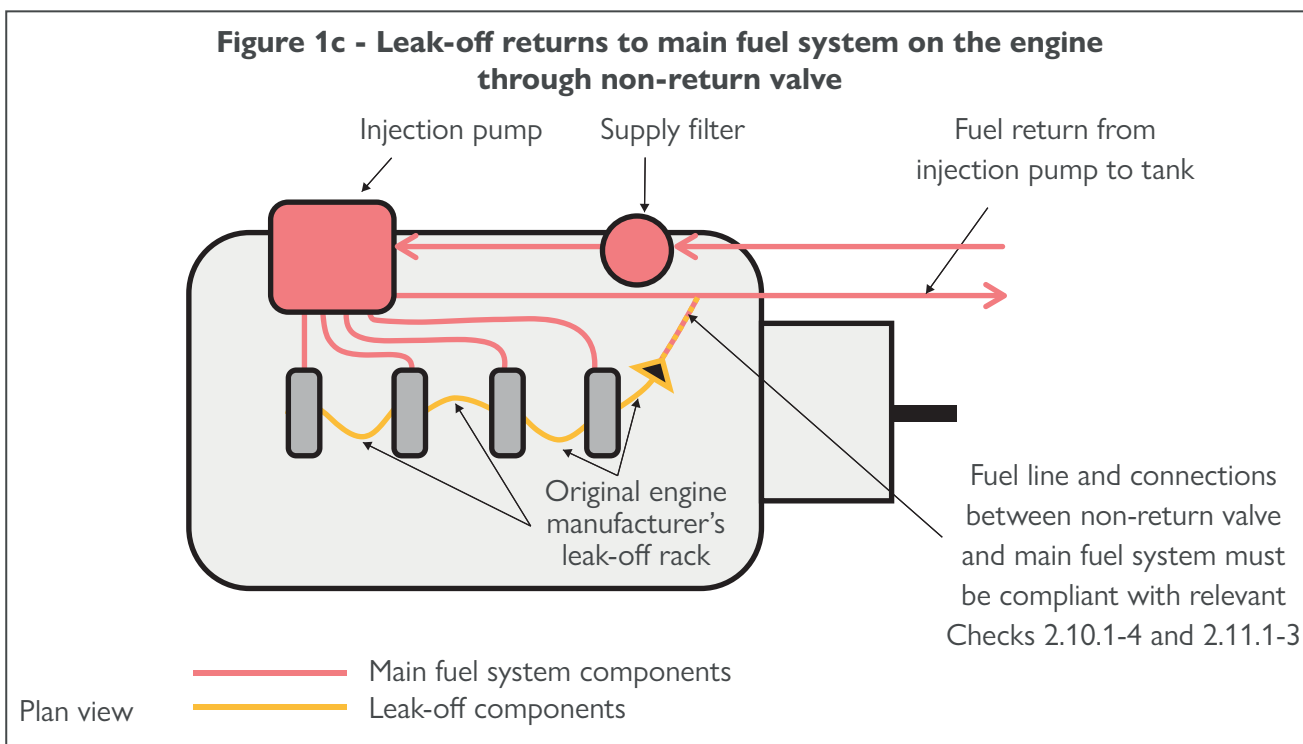 Figure 1c - Leak-off returns to main fuel system on the engine
through non-return valve
Injection pump
Supply filter
Fuel return from
injection pump to tank
Original engine
manufacturer’s
leak-off rack
Fuel line and connections
between non-return valve
and main fuel system must
be compliant with relevant
Checks 2.10.1-4 and 2.11.1-3
Main fuel system components
Leak-off components
Plan view